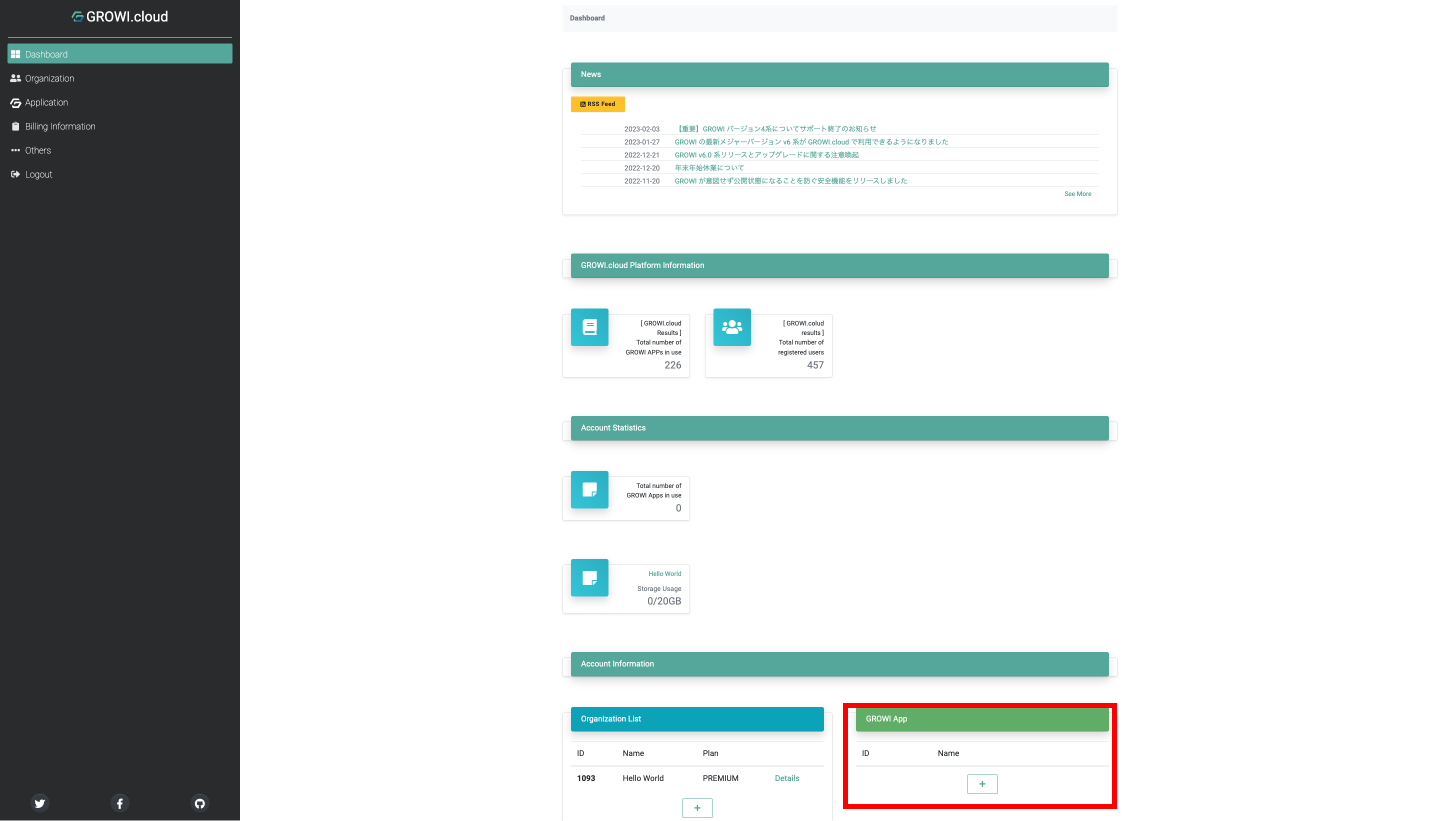 GROWI.cloud
Dashboard
Organization
Application
Billing Information
Others
Logout
Dashboard
News
RSS Feed
2023-02-03 【重要】GROWI バージョン4系についてサポート終了のお知らせ
2023-01-27 GROWI の最新メジャーバージョン v6 系が GROWI.cloud で利用できるようになりました
2022-12-21 GROWI v6.0 系リリースとアップグレードに関する注意喚起
2022-12-20 年末年始休業について
2022-11-20 GROWI が意図せず公開状態になることを防ぐ安全機能をリリースしました
See More
GROWI.cloud Platform Information
[ GROWI.cloud
Results ]
Total number of
GROWI APPs in use
226
[ GROWI.colud
results ]
Total number of
registered users
457
Account Statistics
Total number of
GROWI Apps in use
0
Hello World
Storage Usage
0/20GB
Account Information
Organization List
ID Name Plan
1093 Hello World PREMIUM Details
+
GROWI App
ID Name
+